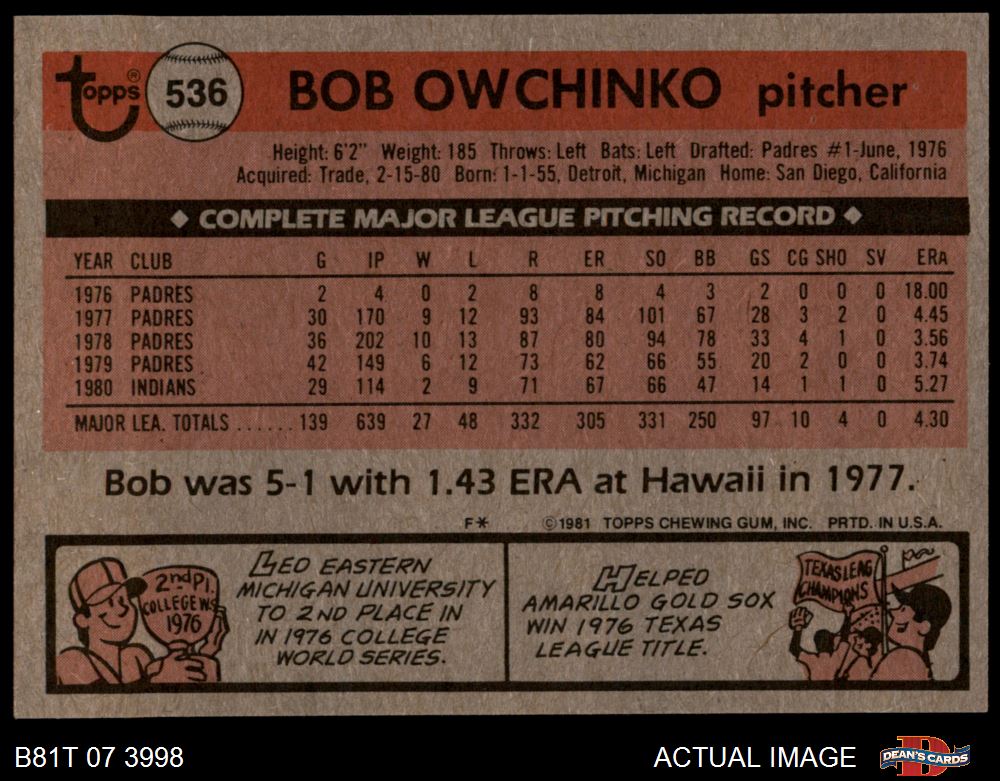 topps® 536 BOB OWCHINKO pitcher
Height: 6'2" Weight: 185 Throws: Left Bats: Left Drafted: Padres #1-June, 1976
Acquired: Trade, 2-15-80 Born: 1-1-55, Detroit, Michigan Home: San Diego, California
◆ COMPLETE MAJOR LEAGUE PITCHING RECORD ◆
YEAR CLUB G IP W L R ER SO BB GS CG SHO SV ERA
1976 PADRES 2 4 0 2 8 8 4 3 2 0 0 0 18.00
1977 PADRES 30 170 9 12 93 84 101 67 28 3 2 0 4.45
1978 PADRES 36 202 10 13 87 80 94 78 33 4 1 0 3.56
1979 PADRES 42 149 6 12 73 62 66 55 20 2 0 0 3.74
1980 INDIANS 29 114 2 9 71 67 66 47 14 1 1 0 5.27
MAJOR LEA. TOTALS ...... 139 639 27 48 332 305 331 250 97 10 4 0 4.30
Bob was 5-1 with 1.43 ERA at Hawaii in 1977.
F* ©1981 TOPPS CHEWING GUM, INC. PRTD. IN U.S.A.
2nd Pl.
COLLEGE W.S.
1976
LED EASTERN
MICHIGAN UNIVERSITY
TO 2ND PLACE IN
IN 1976 COLLEGE
WORLD SERIES.
HELPED
AMARILLO GOLD SOX
WIN 1976 TEXAS
LEAGUE TITLE.
TEXAS LEAG
CHAMPIONS
B81T 07 3998 ACTUAL IMAGE DEAN'S CARDS